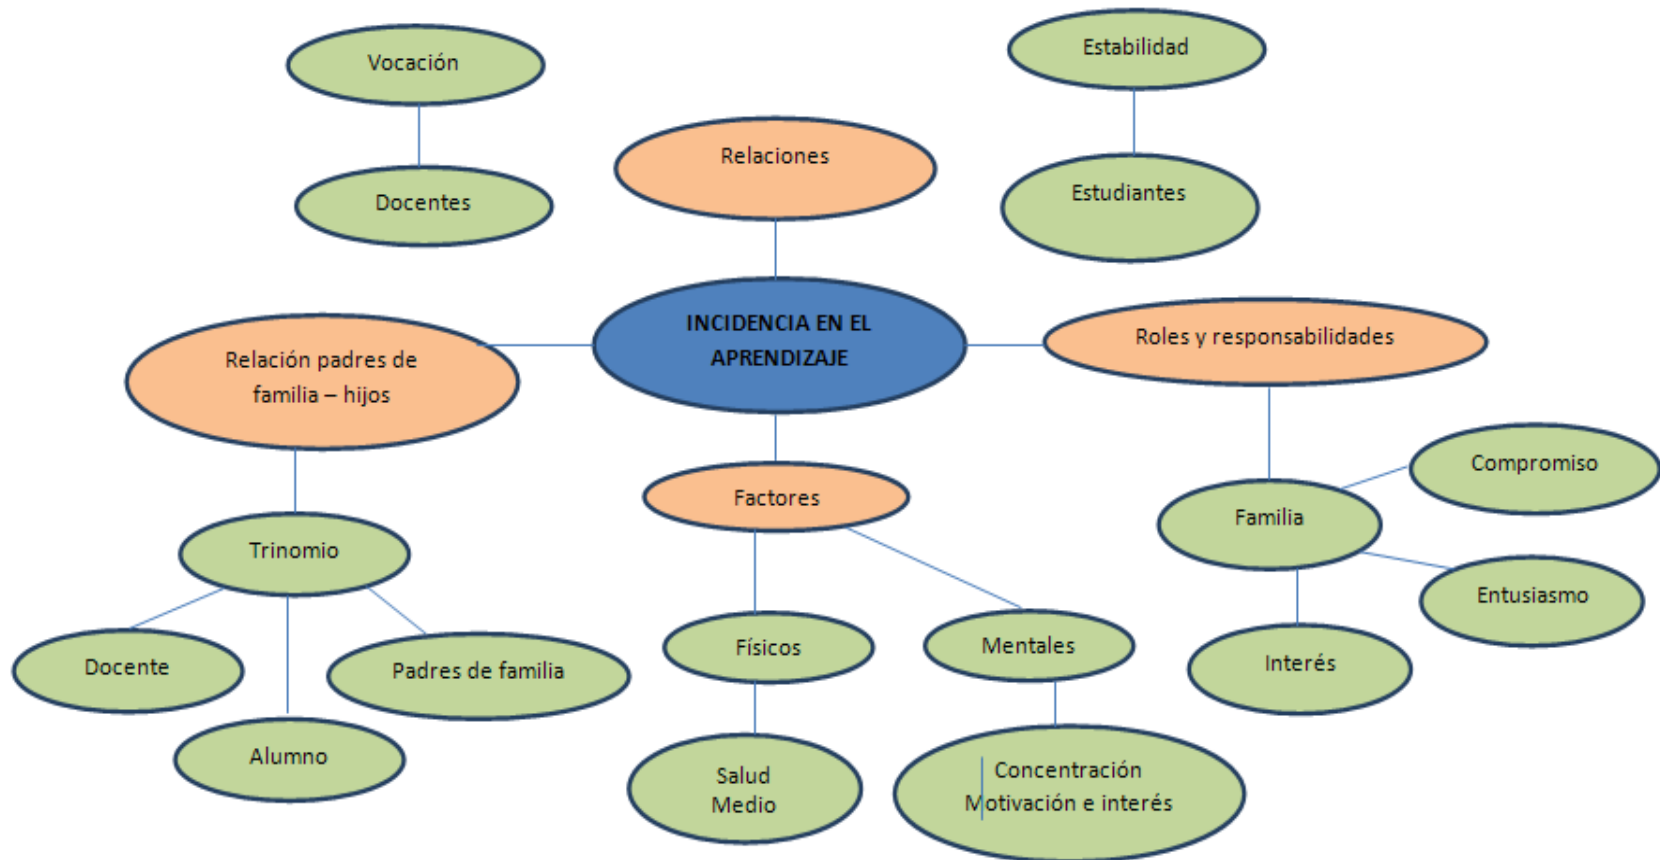 Vocación
Estabilidad
Relaciones
Docentes
Estudiantes
INCIDENCIA EN EL
APRENDIZAJE
Relación padres de
familia – hijos
Roles y responsabilidades
Factores
Compromiso
Familia
Trinomio
Entusiasmo
Docente
Padres de familia
Físicos
Mentales
Interés
Alumno
Salud
Medio
Concentración
Motivación e interés